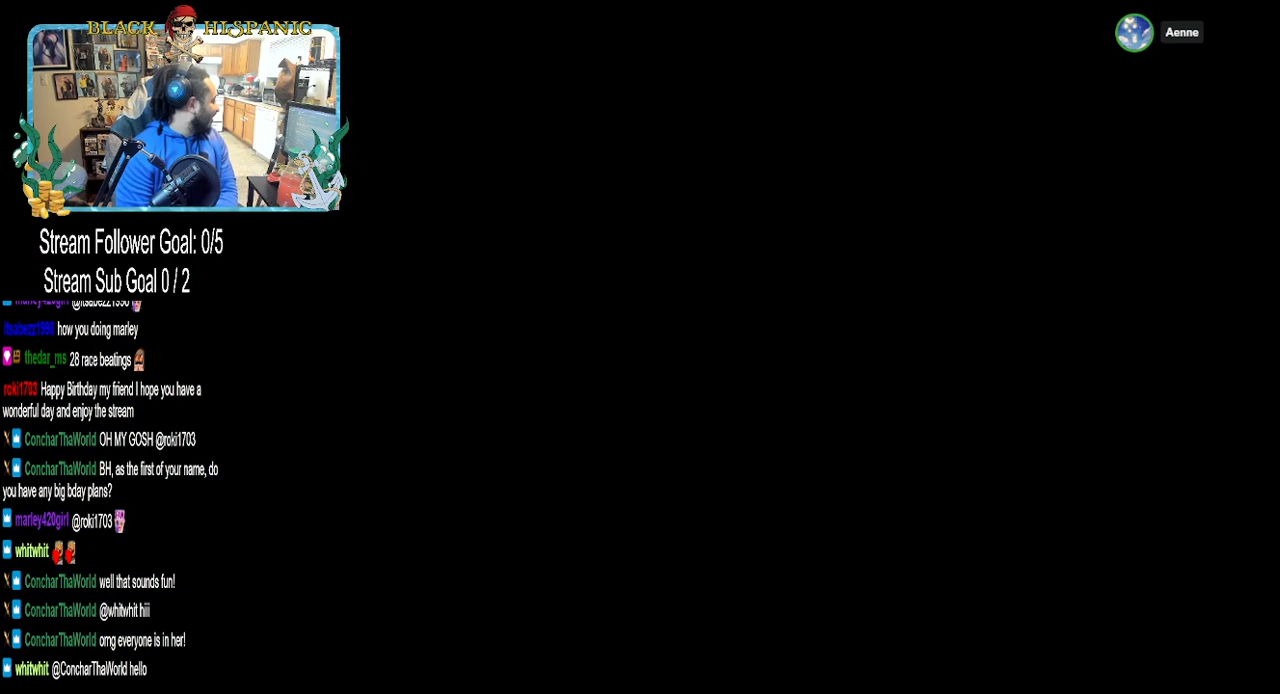 BLACK HISPANIC
Aenne
Stream Follower Goal: 0/5
Stream Sub Goal 0 / 2
marley420girl @itsabezz1998
itsabezz1998 how you doing marley
thedar_ms 28 race beatings
roki1703 Happy Birthday my friend I hope you have a
wonderful day and enjoy the stream
ConcharThaWorld OH MY GOSH @roki1703
ConcharThaWorld BH, as the first of your name, do
you have any big bday plans?
marley420girl @roki1703
whitwhit
ConcharThaWorld well that sounds fun!
ConcharThaWorld @whitwhit hiii
ConcharThaWorld omg everyone is in her!
whitwhit @ConcharThaWorld hello